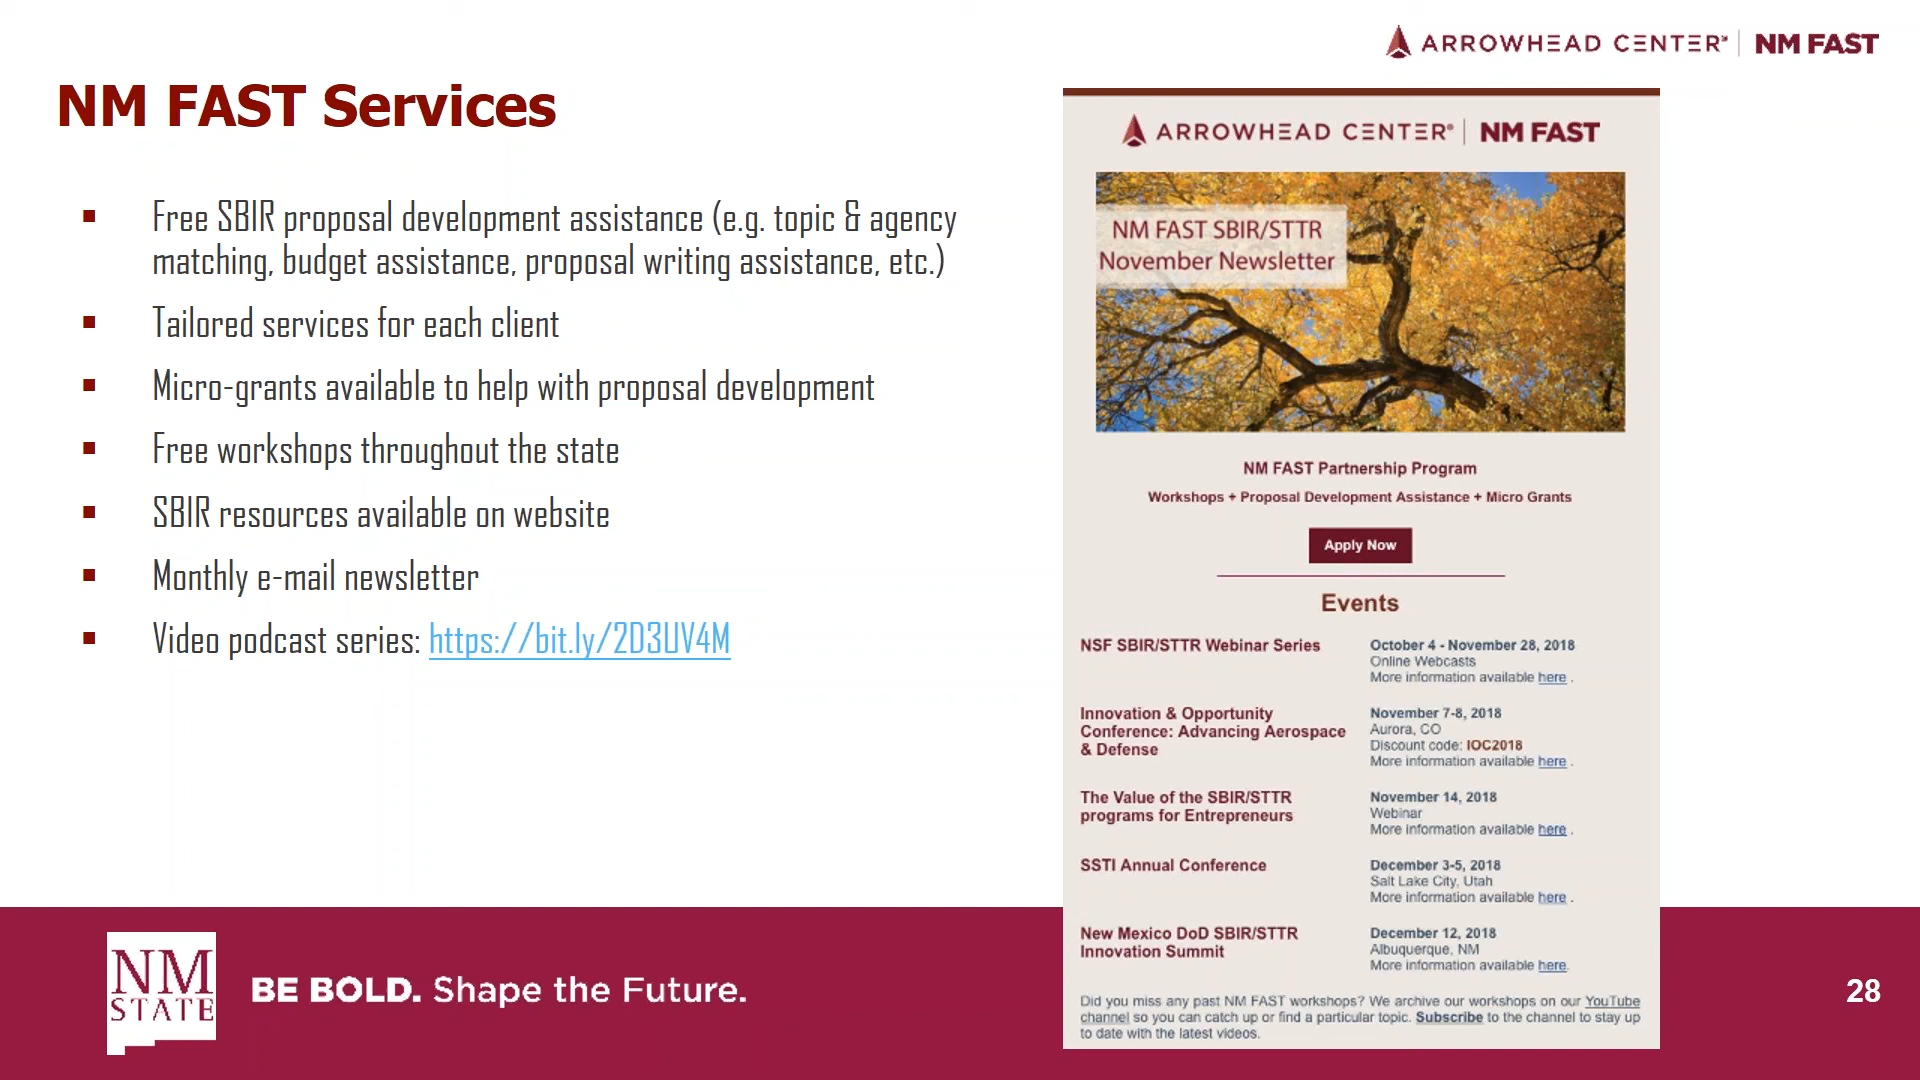 ARROWHEAD CENTER | NM FAST
NM FAST Services
Free SBIR proposal development assistance (e.g. topic & agency
matching, budget assistance, proposal writing assistance, etc.)
Tailored services for each client
Micro-grants available to help with proposal development
Free workshops throughout the state
SBIR resources available on website
Monthly e-mail newsletter
Video podcast series: https://bit.ly/2D3UV4M
ARROWHEAD CENTER® | NM FAST
NM FAST SBIR/STTR
November Newsletter
NM FAST Partnership Program
Workshops + Proposal Development Assistance + Micro Grants
Apply Now
Events
NSF SBIR/STTR Webinar Series
October 4 - November 28, 2018
Online Webcasts
More information available here .
Innovation & Opportunity
Conference: Advancing Aerospace
& Defense
November 7-8, 2018
Aurora, CO
Discount code: IOC2018
More information available here .
The Value of the SBIR/STTR
programs for Entrepreneurs
November 14, 2018
Webinar
More information available here .
SSTI Annual Conference
December 3-5, 2018
Salt Lake City, Utah
More information available here .
New Mexico DoD SBIR/STTR
Innovation Summit
December 12, 2018
Albuquerque, NM
More information available here.
Did you miss any past NM FAST workshops? We archive our workshops on our YouTube
channel so you can catch up or find a particular topic. Subscribe to the channel to stay up
to date with the latest videos.
NM
STATE
BE BOLD. Shape the Future.
28